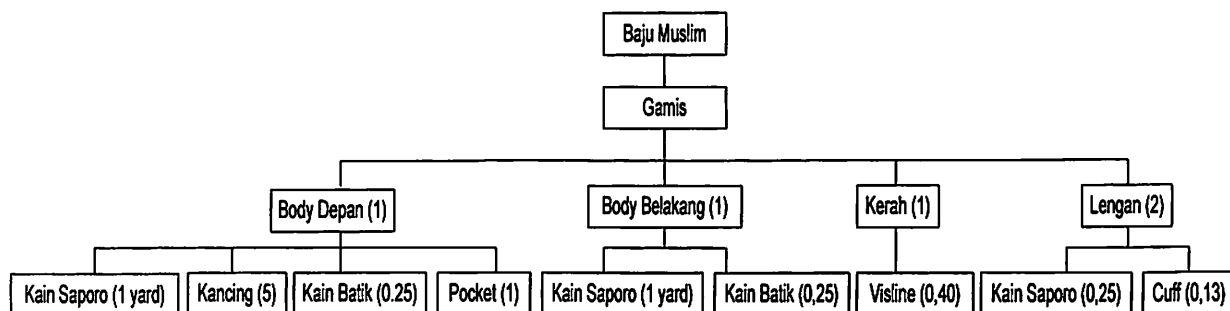 Baju Muslim
Gamis
Body Depan (1)
Body Belakang (1)
Kerah (1)
Lengan (2)
Kain Saporo (1 yard)
Kancing (5)
Kain Batik (0.25)
Pocket (1)
Kain Saporo (1 yard)
Kain Batik (0,25)
Visline (0,40)
Kain Saporo (0,25)
Cuff (0,13)